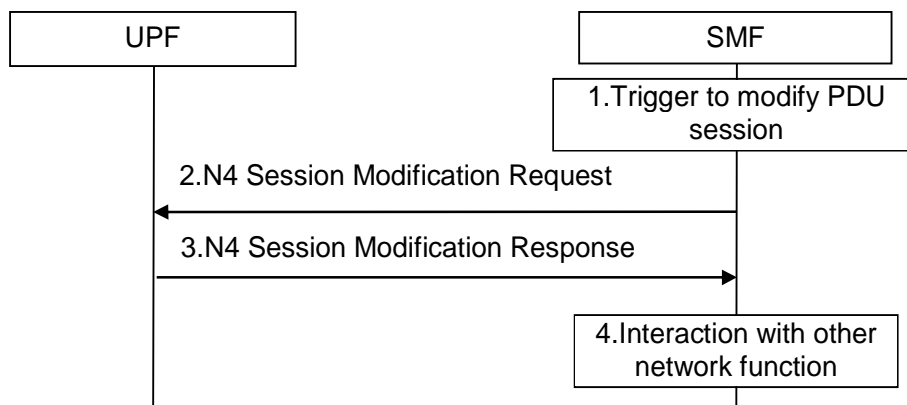 UPF
SMF
1.Trigger to modify PDU
session
2.N4 Session Modification Request
3.N4 Session Modification Response
4.Interaction with other
network function